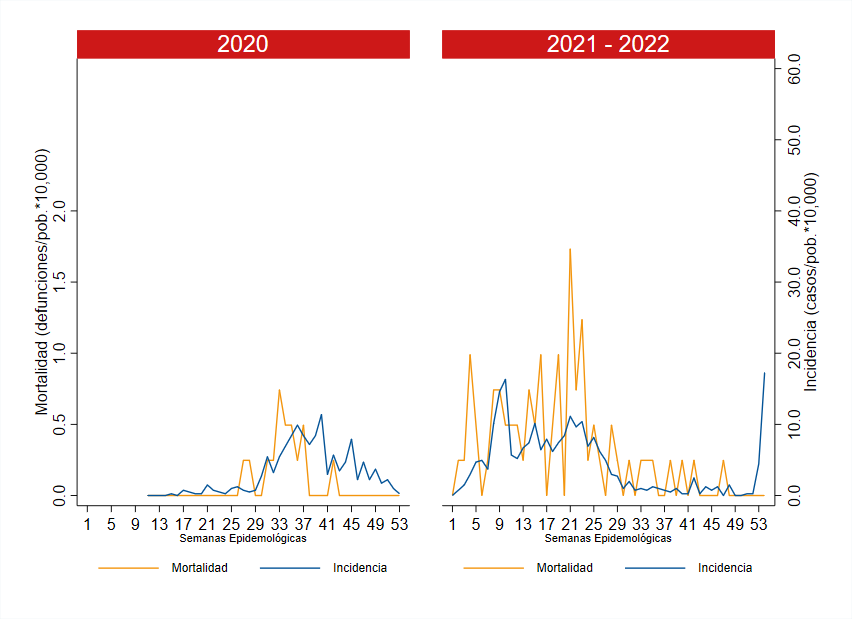 2020
2021 - 2022
Mortalidad (defunciones/pob.*10,000)
0.0 0.5 1.0 1.5 2.0
1 5 9 13 17 21 25 29 33 37 41 45 49 53
Semanas Epidemológicas
Mortalidad Incidencia
1 5 9 13 17 21 25 29 33 37 41 45 49 53
Semanas Epidemológicas
Mortalidad Incidencia
0.0 10.0 20.0 30.0 40.0 50.0 60.0
Incidencia (casos/pob.*10,000)